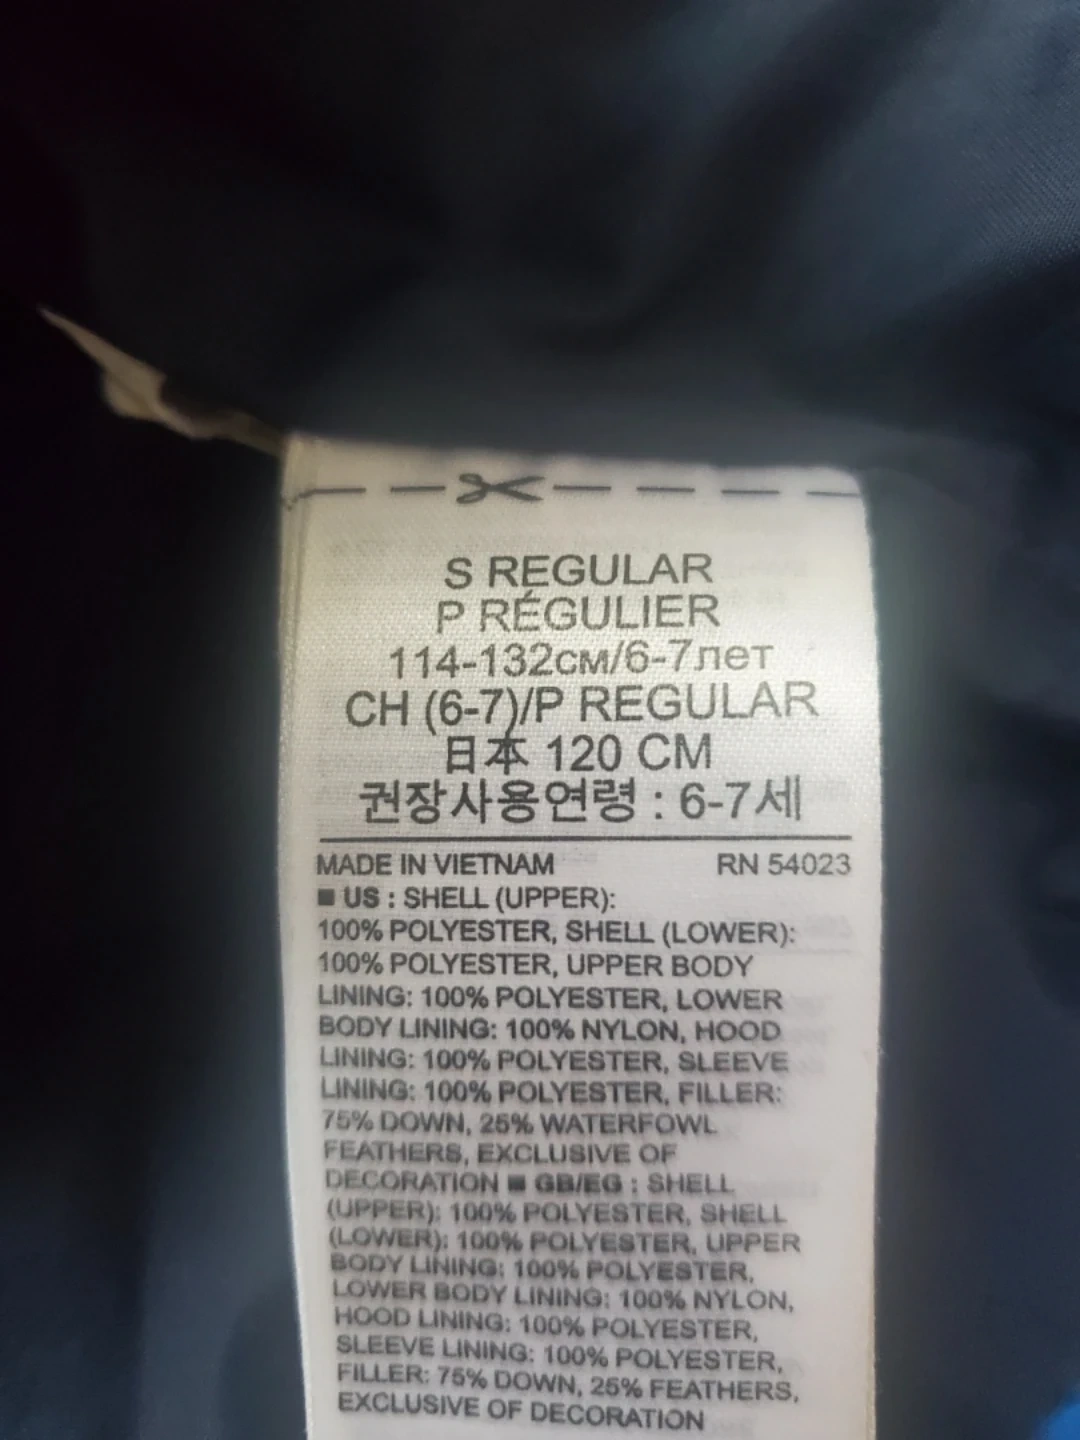 S REGULAR
P RÉGULIER
114-132см/6-7лет
CH (6-7)/P REGULAR
日本 120 CM
권장사용연령 : 6-7세
MADE IN VIETNAM RN 54023
■ US : SHELL (UPPER):
100% POLYESTER, SHELL (LOWER):
100% POLYESTER, UPPER BODY
LINING: 100% POLYESTER, LOWER
BODY LINING: 100% NYLON, HOOD
LINING: 100% POLYESTER, SLEEVE
LINING: 100% POLYESTER, FILLER:
75% DOWN, 25% WATERFOWL
FEATHERS, EXCLUSIVE OF
DECORATION ■ GB/EG : SHELL
(UPPER): 100% POLYESTER, SHELL
(LOWER): 100% POLYESTER, UPPER
BODY LINING: 100% POLYESTER,
LOWER BODY LINING: 100% NYLON,
HOOD LINING: 100% POLYESTER,
SLEEVE LINING: 100% POLYESTER,
FILLER: 75% DOWN, 25% FEATHERS,
EXCLUSIVE OF DECORATION